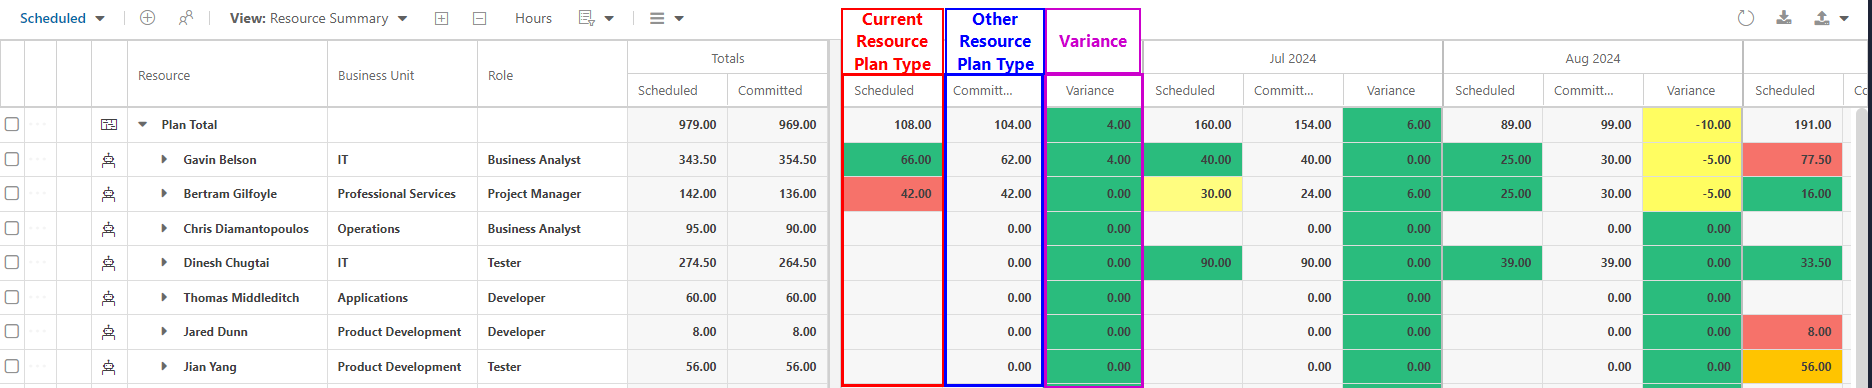 Scheduled View: Resource Summary Hours
Current Resource Plan Type Other Resource Plan Type Variance
Totals Jul 2024 Aug 2024
Resource Business Unit Role Scheduled Committed Scheduled Committ... Variance Scheduled Committ... Variance Scheduled Committ... Variance Scheduled Cc
Plan Total 979.00 969.00 108.00 104.00 4.00 160.00 154.00 6.00 89.00 99.00 -10.00 191.00
Gavin Belson IT Business Analyst 343.50 354.50 66.00 62.00 4.00 40.00 40.00 0.00 25.00 30.00 -5.00 77.50
Bertram Gilfoyle Professional Services Project Manager 142.00 136.00 42.00 42.00 0.00 30.00 24.00 6.00 25.00 30.00 -5.00 16.00
Chris Diamantopoulos Operations Business Analyst 95.00 90.00 0.00 0.00 0.00 0.00 0.00 0.00
Dinesh Chugtai IT Tester 274.50 264.50 0.00 0.00 90.00 90.00 0.00 39.00 39.00 0.00 33.50
Thomas Middleditch Applications Developer 60.00 60.00 0.00 0.00 0.00 0.00 0.00 0.00
Jared Dunn Product Development Developer 8.00 8.00 0.00 0.00 0.00 0.00 0.00 0.00 8.00
Jian Yang Product Development Tester 56.00 56.00 0.00 0.00 0.00 0.00 0.00 0.00 56.00